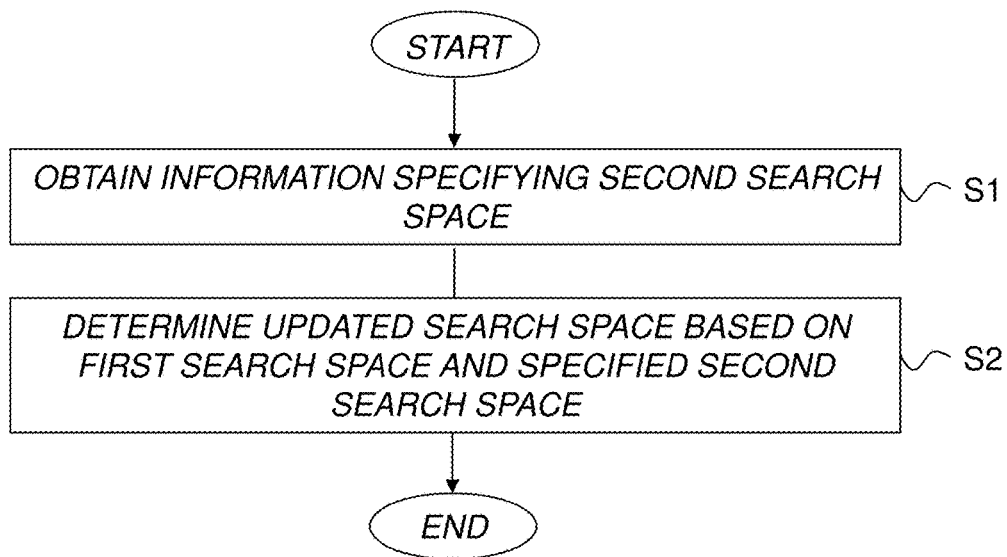 START
OBTAIN INFORMATION SPECIFYING SECOND SEARCH
SPACE
S1
DETERMINE UPDATED SEARCH SPACE BASED ON
FIRST SEARCH SPACE AND SPECIFIED SECOND
SEARCH SPACE
S2
END